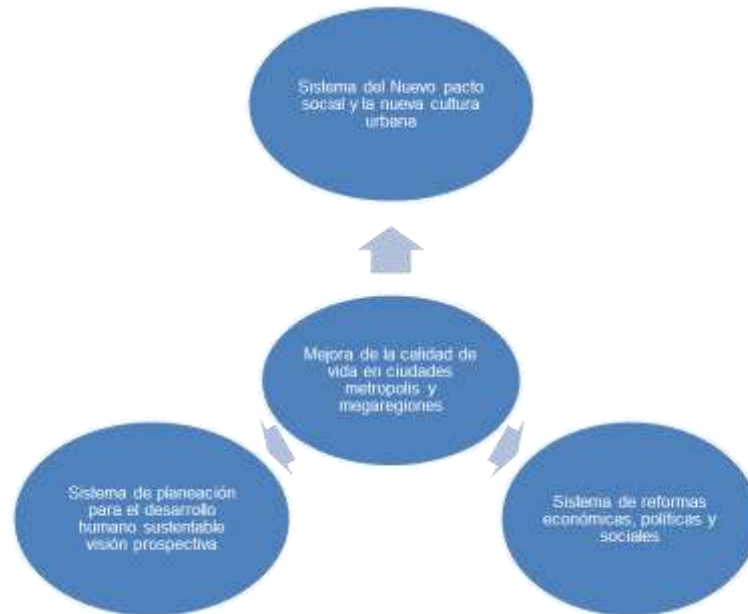 Sistema del Nuevo pacto
social y la nueva cultura
urbana
Mejora de la calidad de
vida en ciudades
metropolis y
megaregiones
Sistema de planeación
para el desarrollo
humano sustentable
visión prospectiva
Sistema de reformas
económicas, políticas y
sociales